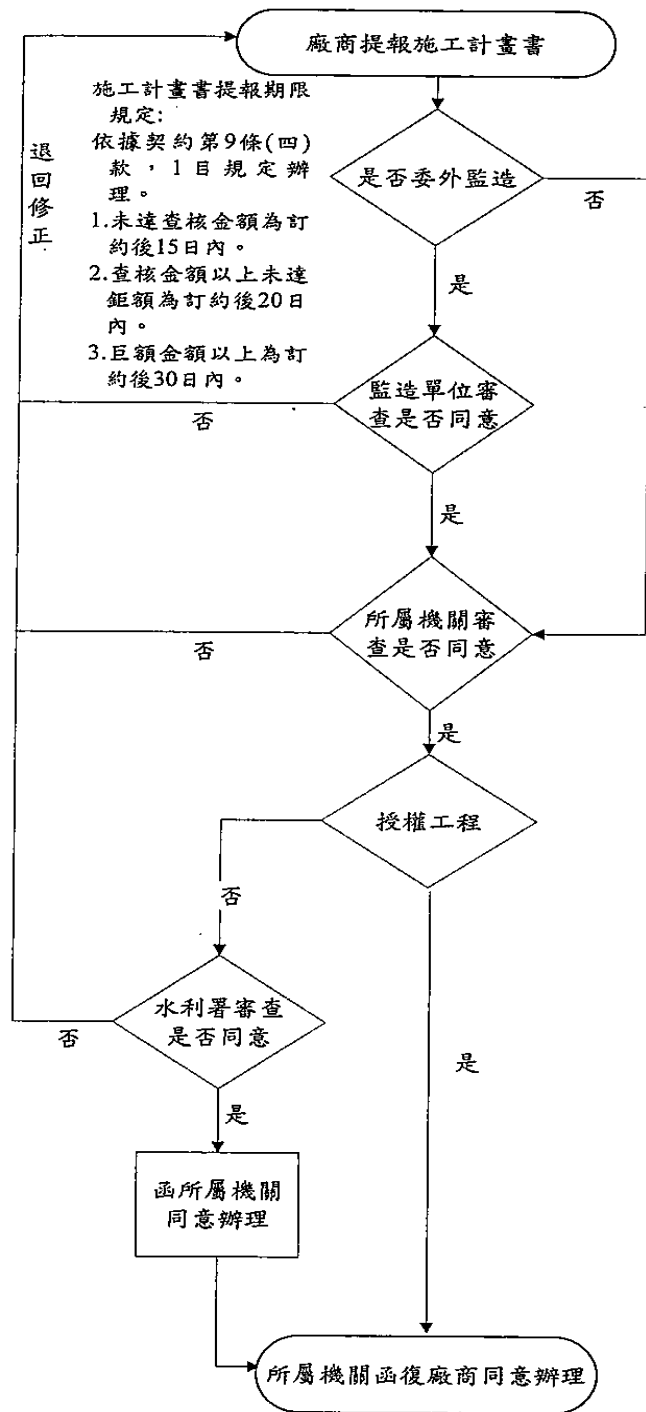 廠商提報施工計畫書
施工計畫書提報期限
規定:
依據契約第9條(四)
款，1目規定辦
理。
1.未達查核金額為訂
約後15日內。
2.查核金額以上未達
鉅額為訂約後20日
內。
3.巨額金額以上為訂
約後30日內。
退回修正
是否委外監造
否
是
監造單位審
查是否同意
否
是
所屬機關審
查是否同意
否
是
授權工程
否
水利署審查
是否同意
否
是
是
函所屬機關
同意辦理
所屬機關函復廠商同意辦理